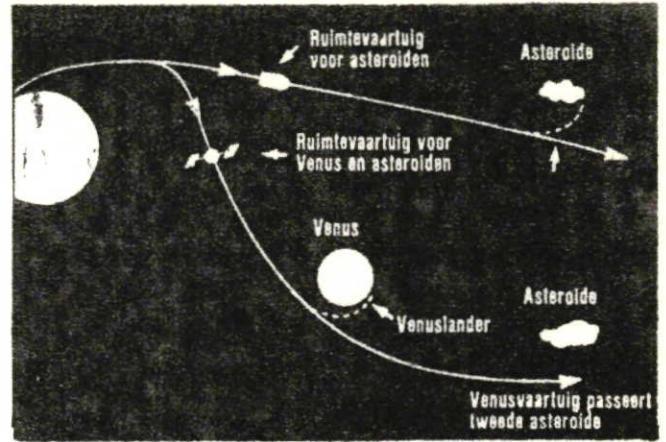 Ruimtevaartuig
voor asteroiden
Asteroide
Ruimtevaartuig voor
Venus en asteroiden
Venus
Asteroide
Venuslander
Venusvaartuig passeert
tweede asteroide